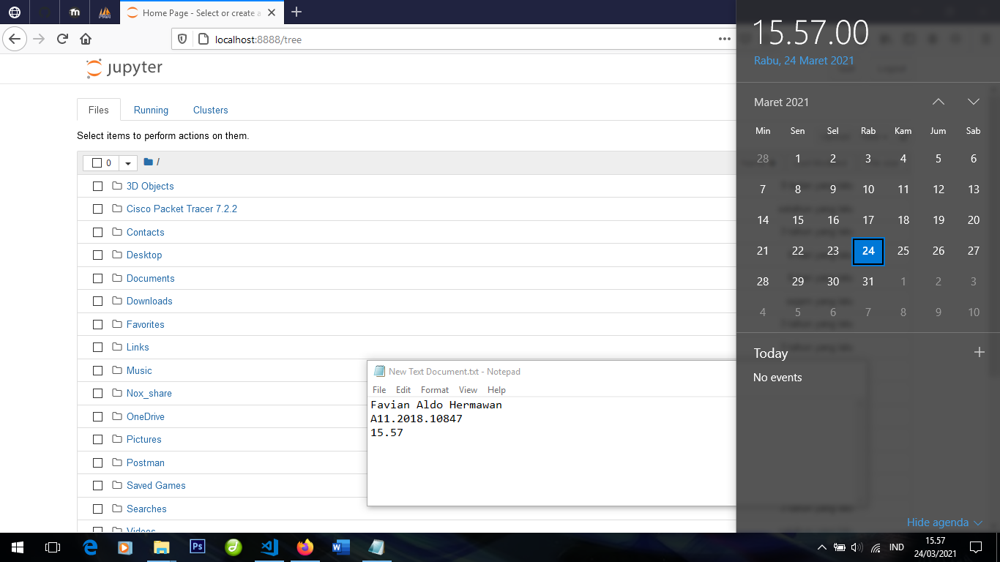 Home Page - Select or create a
localhost:8888/tree
jupyter
Files
Running
Clusters
Select items to perform actions on them.
0
/
3D Objects
Cisco Packet Tracer 7.2.2
Contacts
Desktop
Documents
Downloads
Favorites
Links
Music
Nox_share
OneDrive
Pictures
Postman
Saved Games
Searches
Videos
New Text Document.txt - Notepad
File Edit Format View Help
Favian Aldo Hermawan
A11.2018.10847
15.57
15.57.00
Rabu, 24 Maret 2021
Maret 2021
Min Sen Sel Rab Kam Jum Sab
28 1 2 3 4 5 6
7 8 9 10 11 12 13
14 15 16 17 18 19 20
21 22 23 24 25 26 27
28 29 30 31 1 2 3
4 5 6 7 8 9 10
Today
No events
Hide agenda
Ps
IND
15.57
24/03/2021